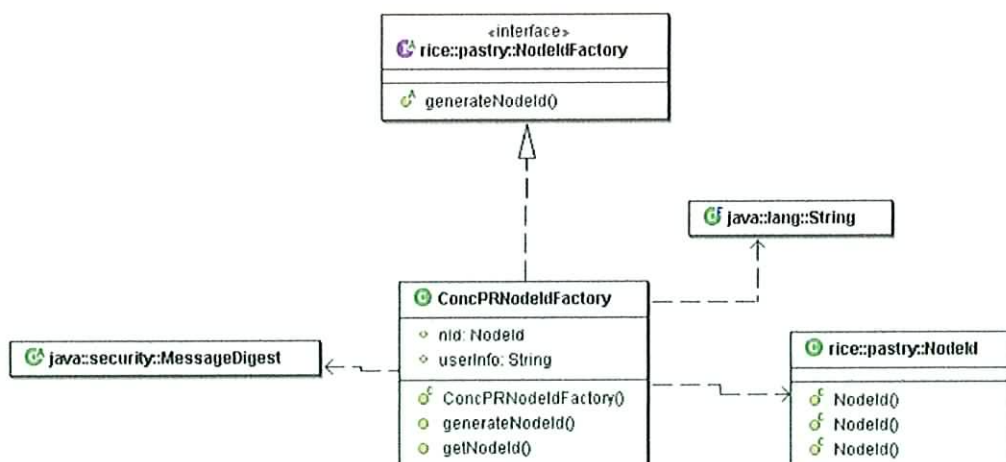 «interface»
rice::pastry::NodeIdFactory
generateNodeId()
java::lang::String
ConcPRNodeIdFactory
nId: NodeId
userInfo: String
ConcPRNodeIdFactory()
generateNodeId()
getNodeId()
java::security::MessageDigest
rice::pastry::NodeId
NodeId()
NodeId()
NodeId()